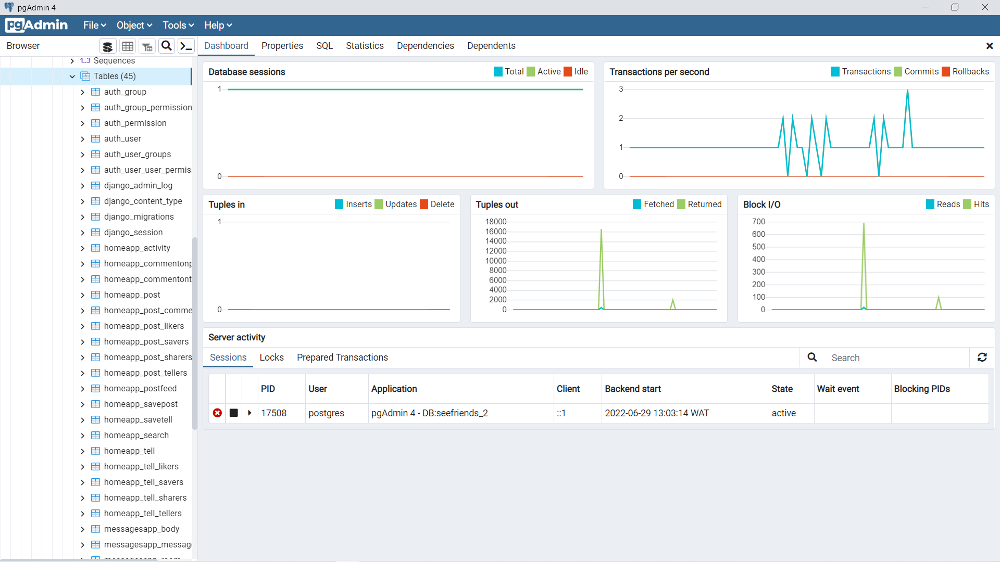 pgAdmin 4
pgAdmin File Object Tools Help
Browser Dashboard Properties SQL Statistics Dependencies Dependents
1..3 Sequences
Tables (45)
auth_group
auth_group_permission
auth_permission
auth_user
auth_user_groups
auth_user_user_permis
django_admin_log
django_content_type
django_migrations
django_session
homeapp_activity
homeapp_commentonp
homeapp_commentont
homeapp_post
homeapp_post_comme
homeapp_post_likers
homeapp_post_savers
homeapp_post_sharers
homeapp_post_tellers
homeapp_postfeed
homeapp_savepost
homeapp_savetell
homeapp_search
homeapp_tell
homeapp_tell_likers
homeapp_tell_savers
homeapp_tell_sharers
homeapp_tell_tellers
messagesapp_body
messagesapp_message
Database sessions Total Active Idle
1
0
Transactions per second Transactions Commits Rollbacks
3
2
1
0
Tuples in Inserts Updates Delete
1
0
Tuples out Fetched Returned
18000
16000
14000
12000
10000
8000
6000
4000
2000
0
Block I/O Reads Hits
700
600
500
400
300
200
100
0
Server activity
Sessions Locks Prepared Transactions Search
PID User Application Client Backend start State Wait event Blocking PIDs
17508 postgres pgAdmin 4 - DB:seefriends_2 ::1 2022-06-29 13:03:14 WAT active